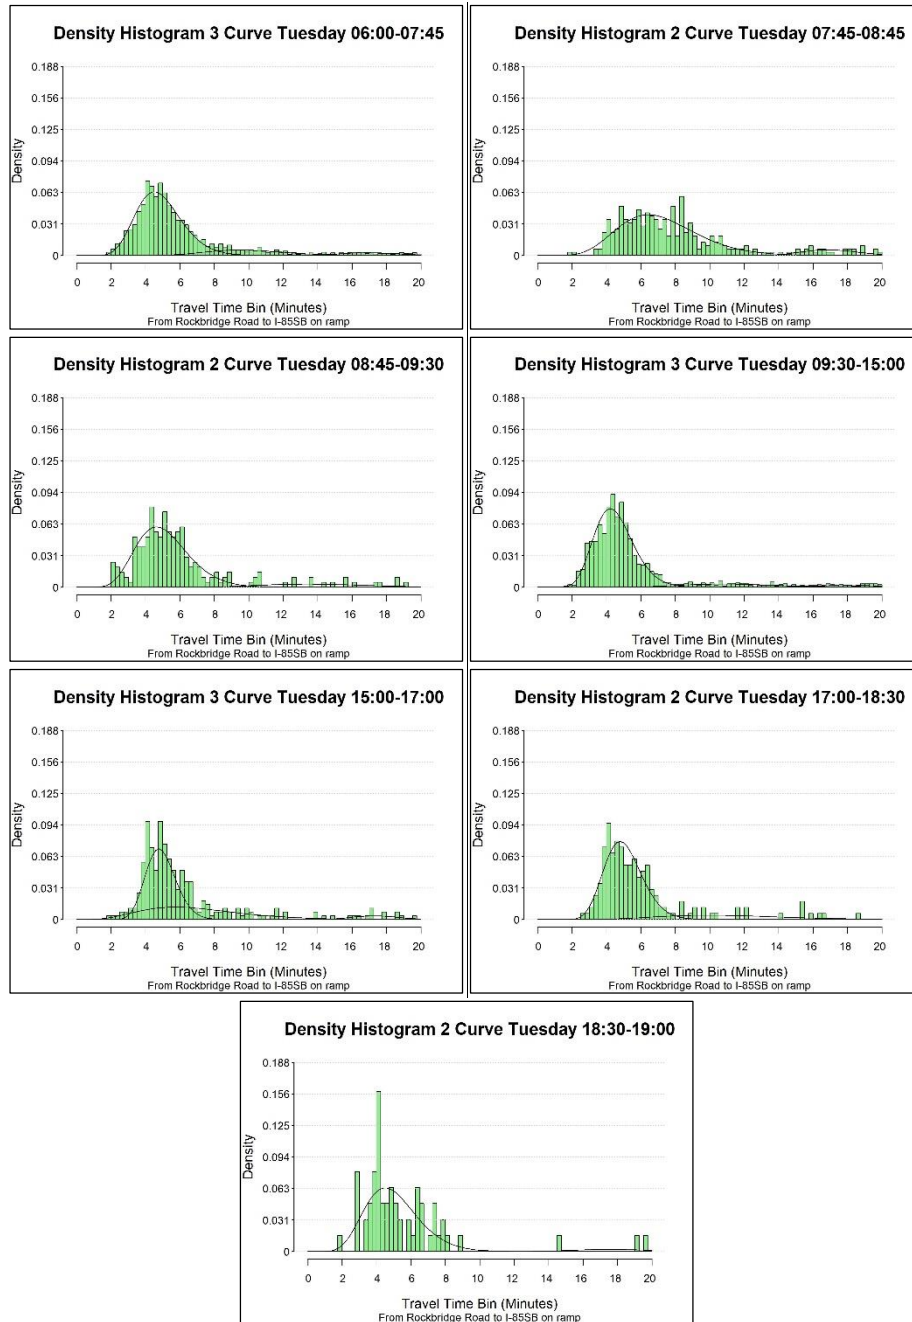 Density Histogram 3 Curve Tuesday 06:00-07:45
0.188
0.156
0.125
0.094
0.063
0.031
0
Density
0 2 4 6 8 10 12 14 16 18 20
Travel Time Bin (Minutes)
From Rockbridge Road to I-85SB on ramp
Density Histogram 2 Curve Tuesday 07:45-08:45
0.188
0.156
0.125
0.094
0.063
0.031
0
Density
0 2 4 6 8 10 12 14 16 18 20
Travel Time Bin (Minutes)
From Rockbridge Road to I-85SB on ramp
Density Histogram 2 Curve Tuesday 08:45-09:30
0.188
0.156
0.125
0.094
0.063
0.031
0
Density
0 2 4 6 8 10 12 14 16 18 20
Travel Time Bin (Minutes)
From Rockbridge Road to I-85SB on ramp
Density Histogram 3 Curve Tuesday 09:30-15:00
0.188
0.156
0.125
0.094
0.063
0.031
0
Density
0 2 4 6 8 10 12 14 16 18 20
Travel Time Bin (Minutes)
From Rockbridge Road to I-85SB on ramp
Density Histogram 3 Curve Tuesday 15:00-17:00
0.188
0.156
0.125
0.094
0.063
0.031
0
Density
0 2 4 6 8 10 12 14 16 18 20
Travel Time Bin (Minutes)
From Rockbridge Road to I-85SB on ramp
Density Histogram 2 Curve Tuesday 17:00-18:30
0.188
0.156
0.125
0.094
0.063
0.031
0
Density
0 2 4 6 8 10 12 14 16 18 20
Travel Time Bin (Minutes)
From Rockbridge Road to I-85SB on ramp
Density Histogram 2 Curve Tuesday 18:30-19:00
0.188
0.156
0.125
0.094
0.063
0.031
0
Density
0 2 4 6 8 10 12 14 16 18 20
Travel Time Bin (Minutes)
From Rockbridge Road to I-85SB on ramp